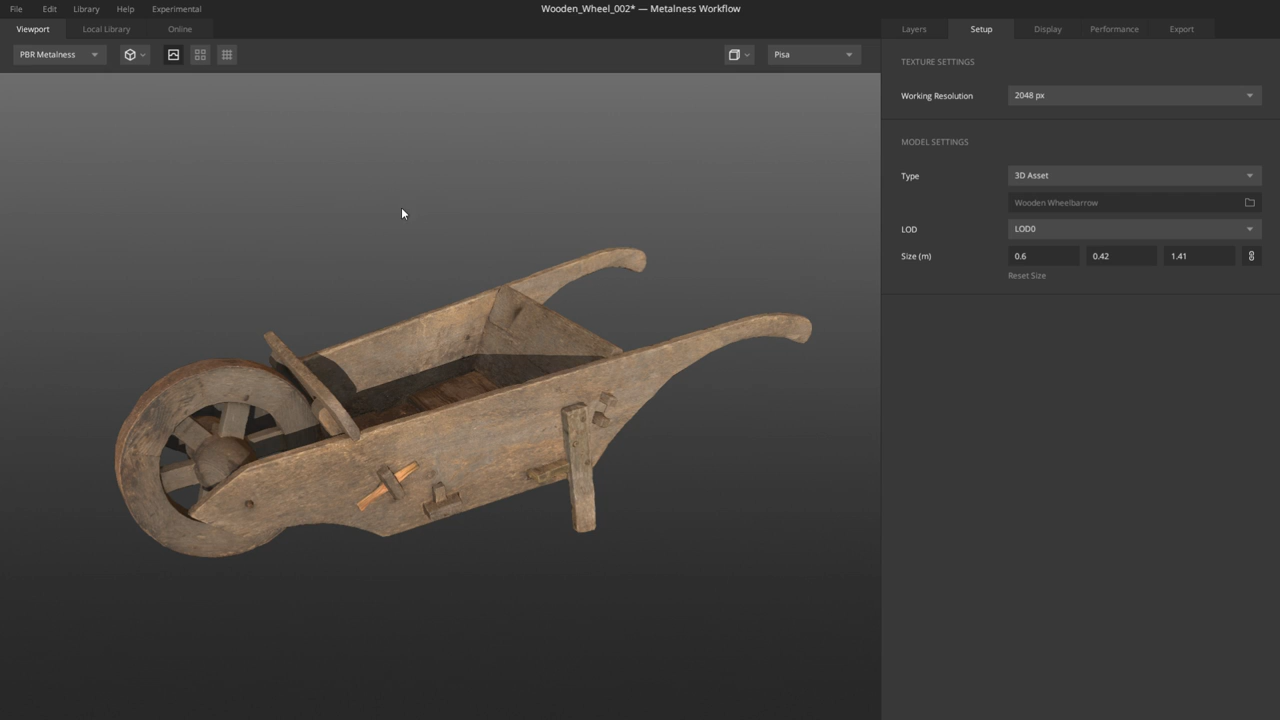 File Edit Library Help Experimental
Wooden_Wheel_002* — Metalness Workflow
Viewport Local Library Online
Layers Setup Display Performance Export
PBR Metalness
Pisa
TEXTURE SETTINGS
Working Resolution 2048 px
MODEL SETTINGS
Type 3D Asset
Wooden Wheelbarrow
LOD LOD0
Size (m) 0.6 0.42 1.41
Reset Size